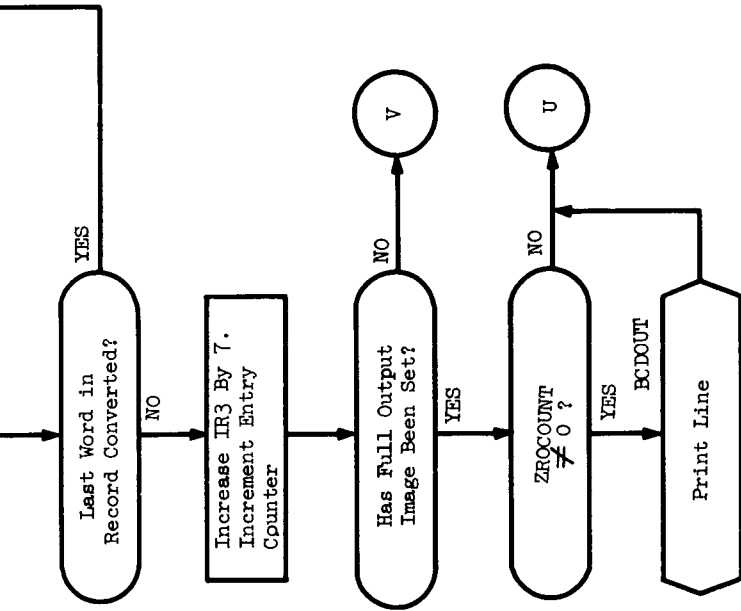 YES
Last Word in
Record Converted?
NO
Increase IR3 By 7.
Increment Entry
Counter
V
NO
Has Full Output
Image Been Set?
YES
U
NO
ZROCOUNT
≠ 0 ?
YES
BCDOUT
Print Line